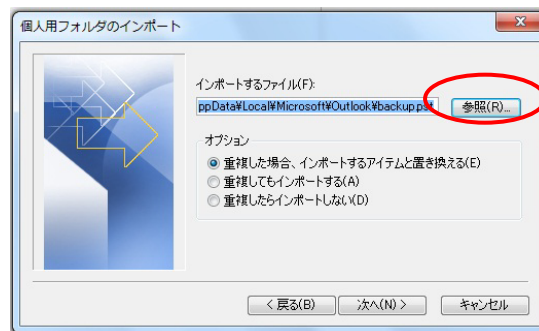 個人用フォルダのインポート
インポートするファイル(F):
ppData¥Local¥Microsoft¥Outlook¥backup.pst
参照(R)...
オプション
重複した場合、インポートするアイテムと置き換える(E)
重複してもインポートする(A)
重複したらインポートしない(D)
< 戻る(B)
次へ(N) >
キャンセル